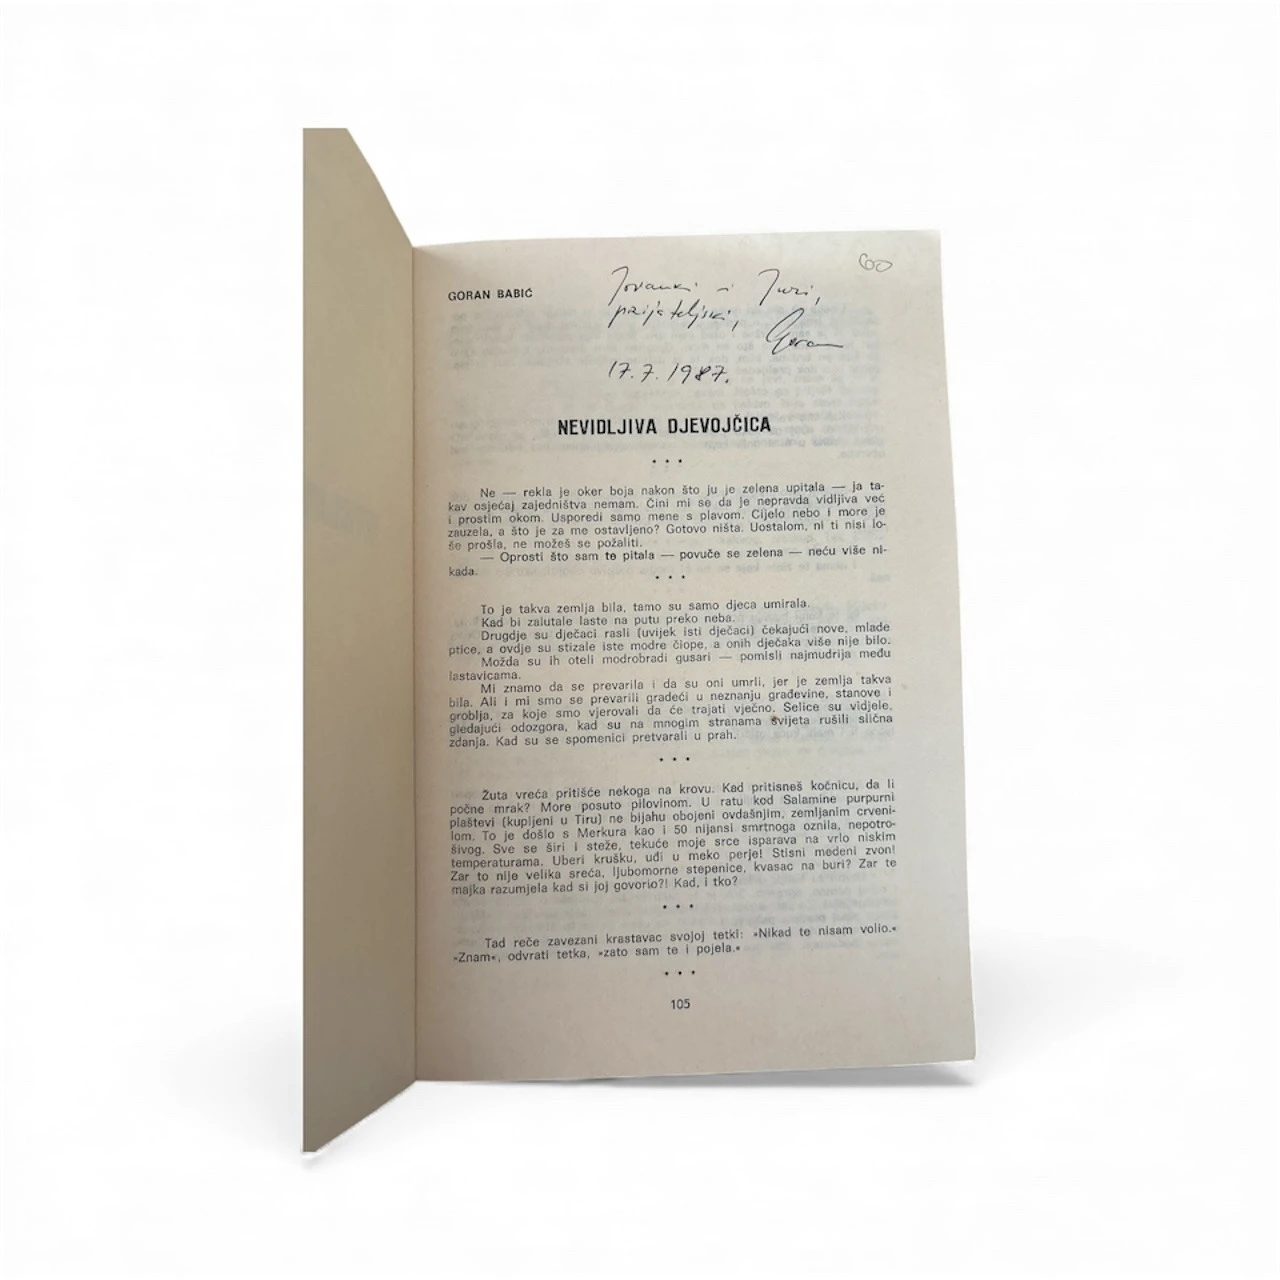 GORAN BABIĆ
Jovanki i Juri,
prijateljski,
Goran
17.7.1987.
60
NEVIDLJIVA DJEVOJČICA
• • •
Ne — rekla je oker boja nakon što ju je zelena upitala — ja ta-
kav osjećaj zajedništva nemam. Čini mi se da je nepravda vidljiva već
i prostim okom. Usporedi samo mene s plavom. Cijelo nebo i more je
zauzela, a što je za me ostavljeno? Gotovo ništa. Uostalom, ni ti nisi lo-
še prošla, ne možeš se požaliti.
— Oprosti što sam te pitala — povuče se zelena — neću više ni-
kada.
• • •
To je takva zemlja bila, tamo su samo djeca umirala.
Kad bi zalutale laste na putu preko neba.
Drugdje su dječaci rasli (uvijek isti dječaci) čekajući nove, mlade
ptice, a ovdje su stizale iste modre čiope, a onih dječaka više nije bilo.
Možda su ih oteli modrobradi gusari — pomisli najmudrija među
lastavicama.
Mi znamo da se prevarila i da su oni umrli, jer je zemlja takva
bila. Ali i mi smo se prevarili gradeći u neznanju građevine, stanove i
groblja, za koje smo vjerovali da će trajati vječno. Selice su vidjele,
gledajući odozgora, kad su na mnogim stranama svijeta rušili slična
zdanja. Kad su se spomenici pretvarali u prah.
• • •
Žuta vreća pritišće nekoga na krovu. Kad pritisneš kočnicu, da li
počne mrak? More posuto pilovinom. U ratu kod Salamine purpurni
plaštevi (kupljeni u Tiru) ne bijahu obojeni ovdašnjim, zemljanim crveni-
lom. To je došlo s Merkura kao i 50 nijansi smrtnoga oznila, nepotro-
šivog. Sve se širi i steže, tekuće moje srce isparava na vrlo niskim
temperaturama. Uberi krušku, uđi u meko perje! Stisni medeni zvon!
Zar to nije velika sreća, ljubomorne stepenice, kvasac na buri? Zar te
majka razumjela kad si joj govorio?! Kad, i tko?
• • •
Tad reče zavezani krastavac svojoj tetki: »Nikad te nisam volio.«
»Znam«, odvrati tetka, »zato sam te i pojela.«
• • •
105